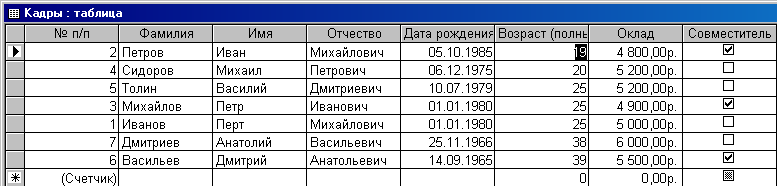 Кадры : таблица
№ п/п Фамилия Имя Отчество Дата рождения Возраст (полны Оклад Совместитель
2 Петров Иван Михайлович 05.10.1985 19 4 800,00р.
4 Сидоров Михаил Петрович 06.12.1975 20 5 200,00р.
5 Толин Василий Дмитриевич 10.07.1979 25 5 200,00р.
3 Михайлов Петр Иванович 01.01.1980 25 4 900,00р.
1 Иванов Перт Михайлович 01.01.1980 25 5 000,00р.
7 Дмитриев Анатолий Васильевич 25.11.1966 38 6 000,00р.
6 Васильев Дмитрий Анатольевич 14.09.1965 39 5 500,00р.
(Счетчик) 0 0,00р.